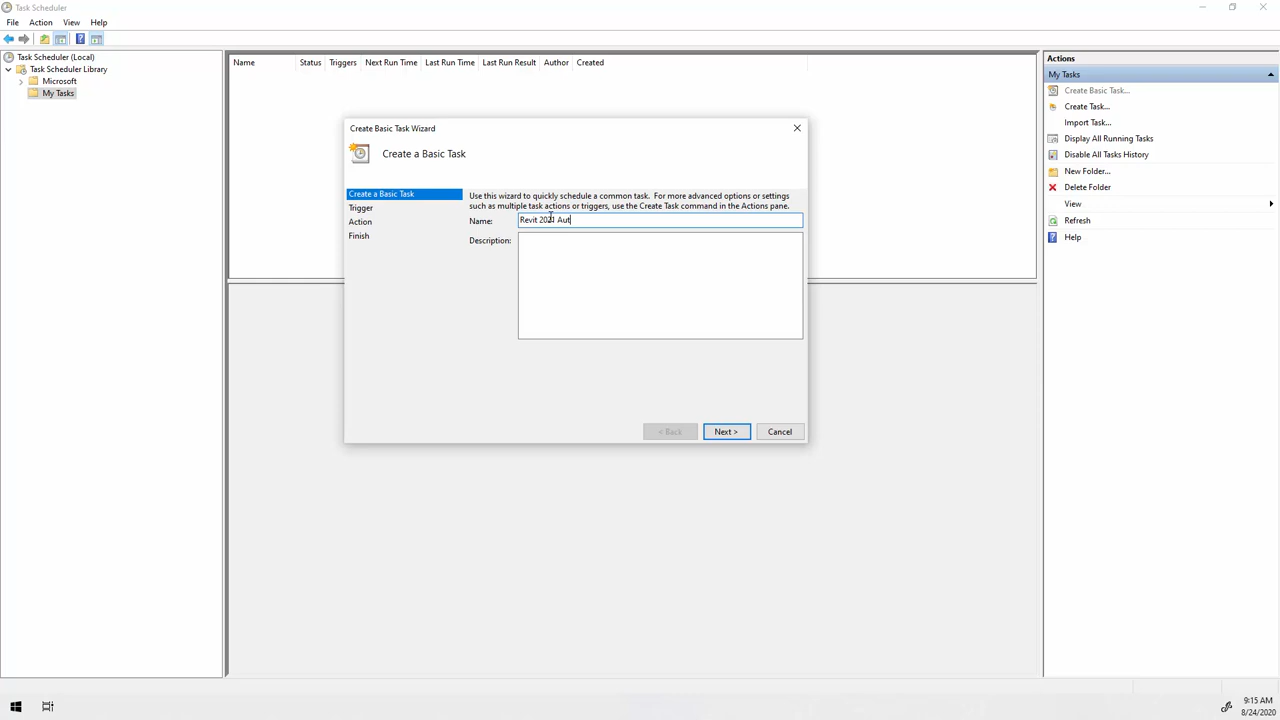 Task Scheduler
File Action View Help
Task Scheduler (Local)
Task Scheduler Library
Microsoft
My Tasks
Name Status Triggers Next Run Time Last Run Time Last Run Result Author Created
Actions
My Tasks
Create Basic Task...
Create Task...
Import Task...
Display All Running Tasks
Disable All Tasks History
New Folder...
Delete Folder
View
Refresh
Help
Create Basic Task Wizard
Create a Basic Task
Create a Basic Task
Trigger
Action
Finish
Use this wizard to quickly schedule a common task. For more advanced options or settings
such as multiple task actions or triggers, use the Create Task command in the Actions pane.
Name: Revit 2021 Aut
Description:
< Back Next > Cancel
9:15 AM
8/24/2020